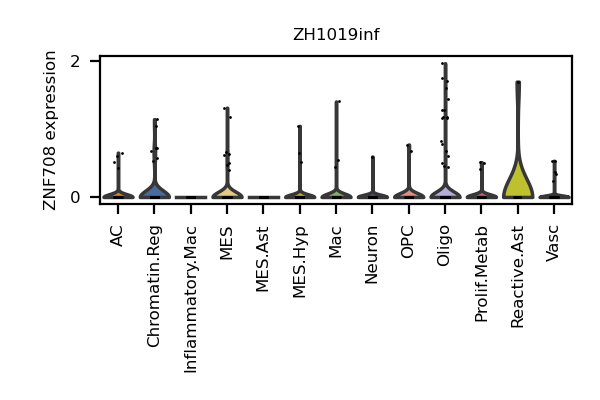 ZH1019inf
ZNF708 expression
2
0
AC
Chromatin.Reg
Inflammatory.Mac
MES
MES.Ast
MES.Hyp
Mac
Neuron
OPC
Oligo
Prolif.Metab
Reactive.Ast
Vasc